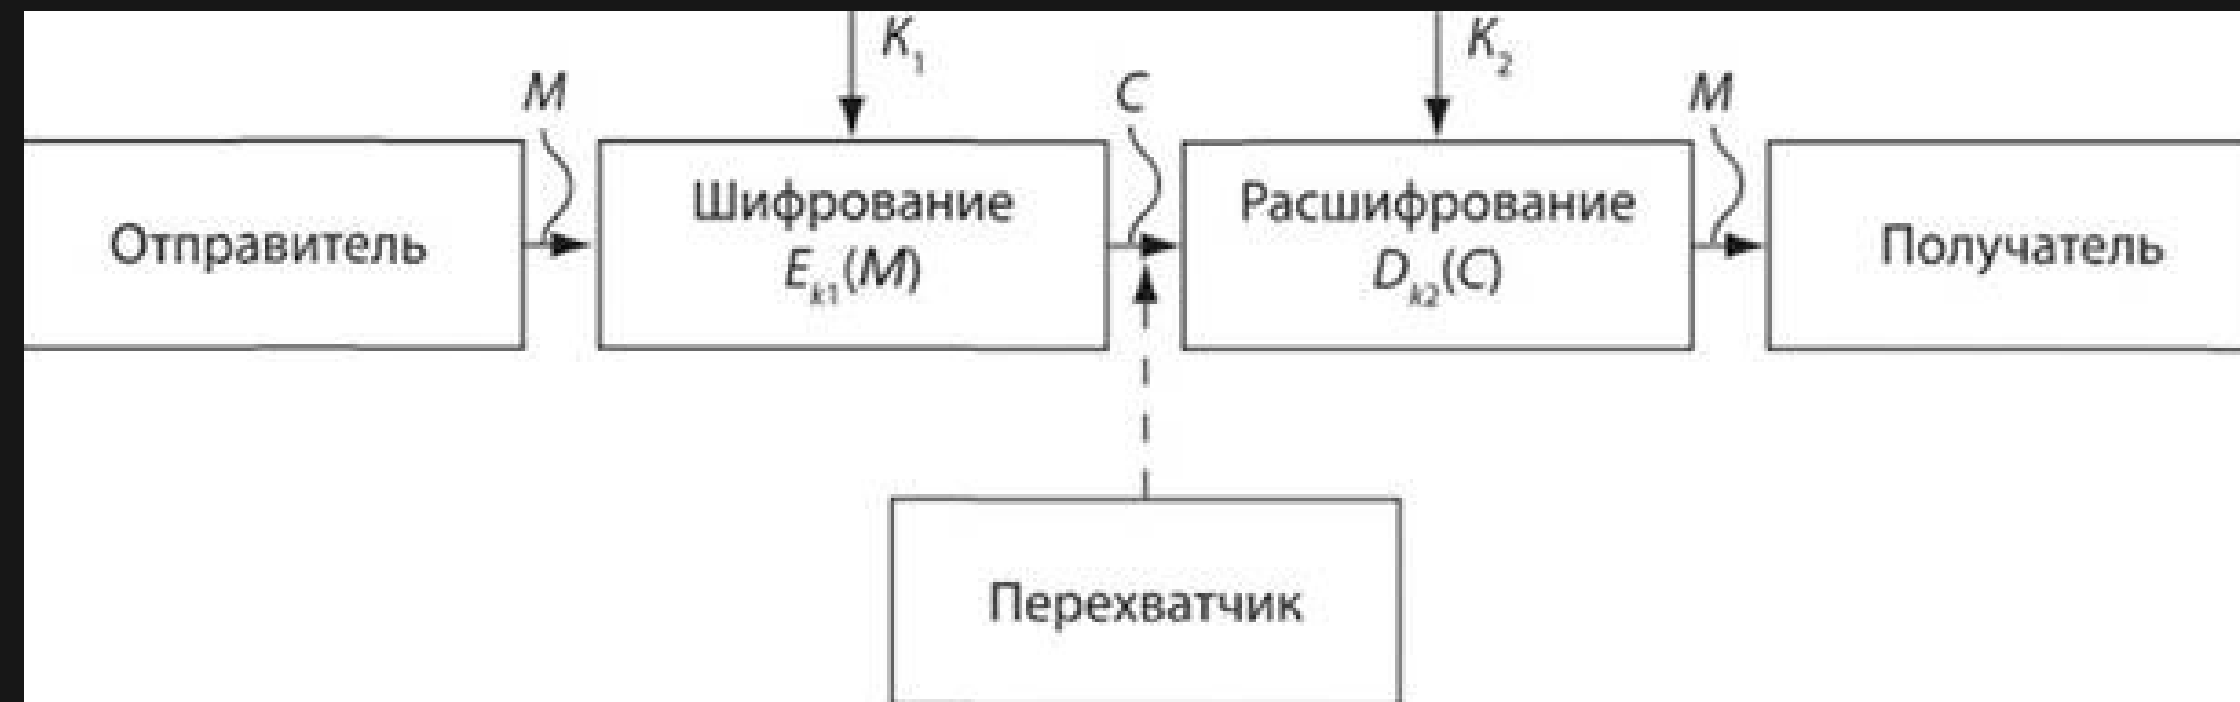 K₁
K₂
M
C
M
Отправитель
Шифрование
Eₖ₁(M)
Расшифрование
Dₖ₂(C)
Получатель
Перехватчик